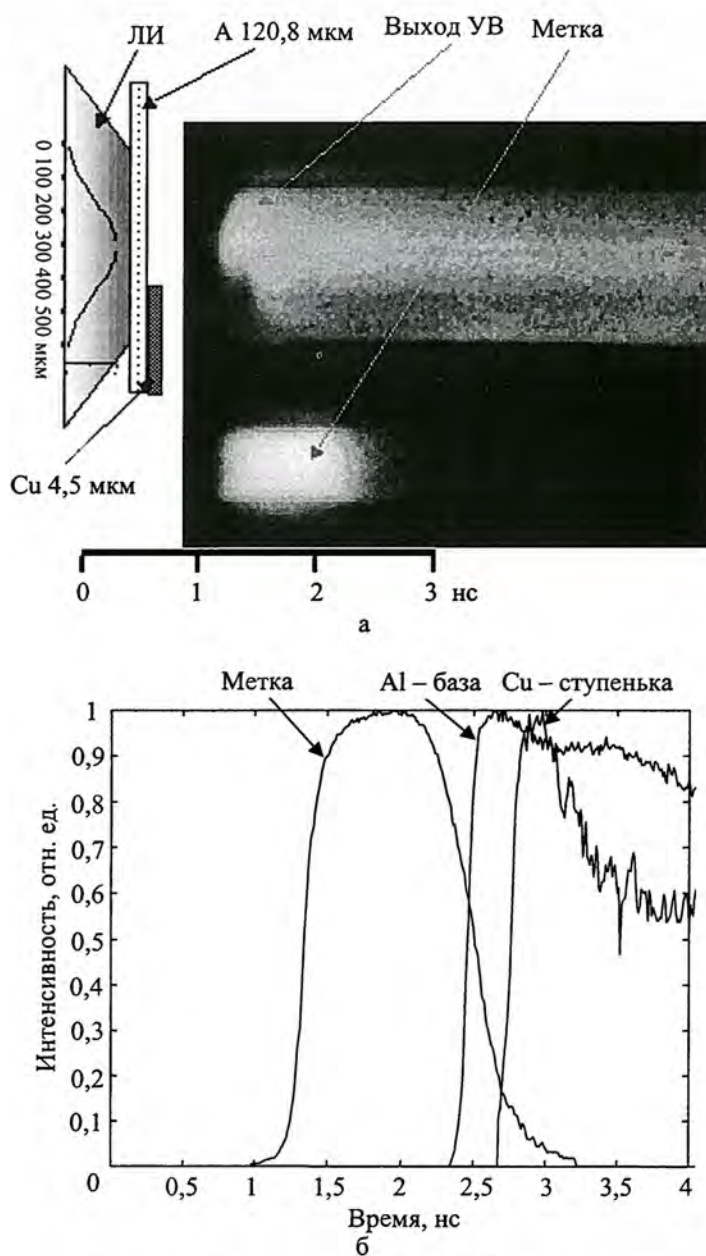 ЛИ
А 120,8 мкм
Выход УВ
Метка
0 100 200 300 400 500 мкм
Cu 4,5 мкм
0 1 2 3 нс
а
Метка
Al – база
Cu – ступенька
Интенсивность, отн. ед.
1
0,9
0,8
0,7
0,6
0,5
0,4
0,3
0,2
0,1
0 0,5 1 1,5 2 2,5 3 3,5 4
Время, нс
б